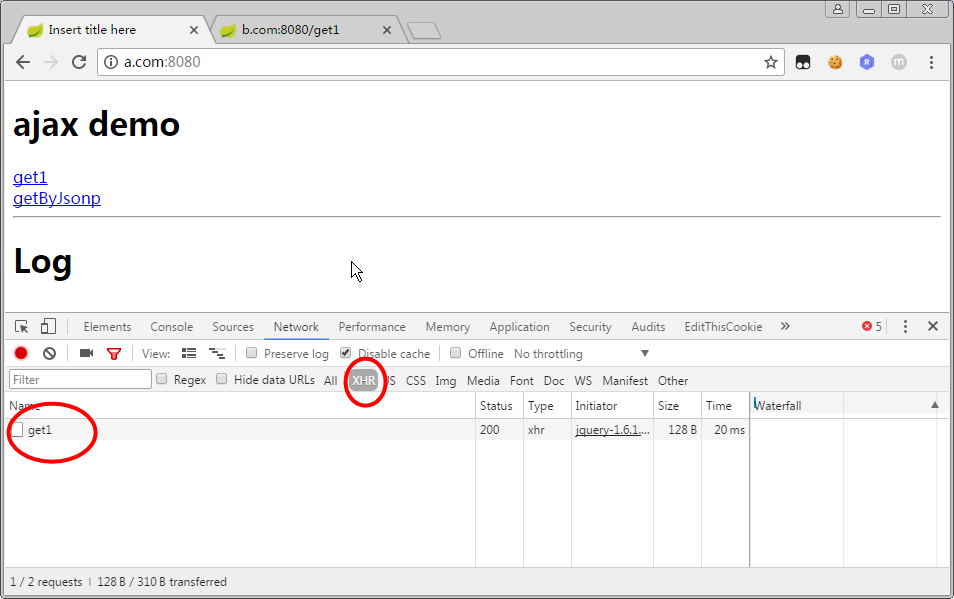 Insert title here
b.com:8080/get1
a.com:8080
ajax demo
get1
getByJsonp
Log
Elements Console Sources Network Performance Memory Application Security Audits EditThisCookie » 5
View: Preserve log Disable cache Offline No throttling
Filter Regex Hide data URLs All XHR JS CSS Img Media Font Doc WS Manifest Other
Name Status Type Initiator Size Time Waterfall
get1 200 xhr jquery-1.6.1.... 128 B 20 ms
1 / 2 requests 128 B / 310 B transferred